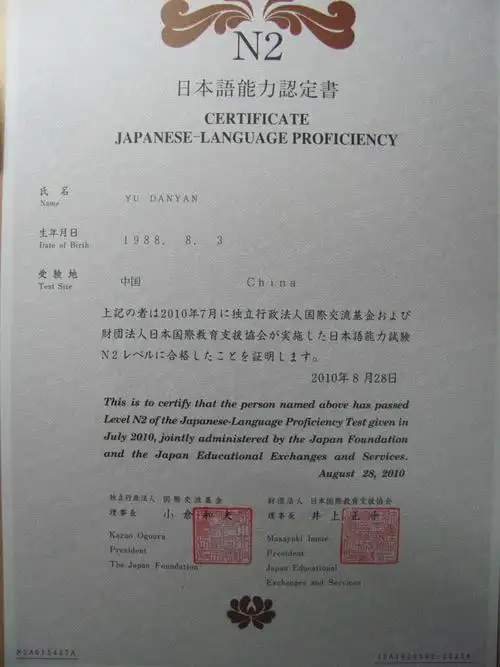 N2
日本語能力認定書
CERTIFICATE
JAPANESE-LANGUAGE PROFICIENCY
氏名
Name
YU DANYAN
生年月日
Date of Birth
1988. 8. 3
受験地
Test Site
中国 China
上記の者は2010年7月に独立行政法人国際交流基金および
財団法人日本国際教育支援協会が実施した日本語能力試験
N2レベルに合格したことを証明します。
2010年8月28日
This is to certify that the person named above has passed
Level N2 of the Japanese-Language Proficiency Test given in
July 2010, jointly administered by the Japan Foundation
and the Japan Educational Exchanges and Services.
August 28, 2010
独立行政法人 国際交流基金
理事長 小倉和夫
Kazuo Ogoura
President
The Japan Foundation
財団法人 日本国際教育支援協会
理事長 井上正幸
Masayuki Inoue
President
Japan Educational
Exchanges and Services